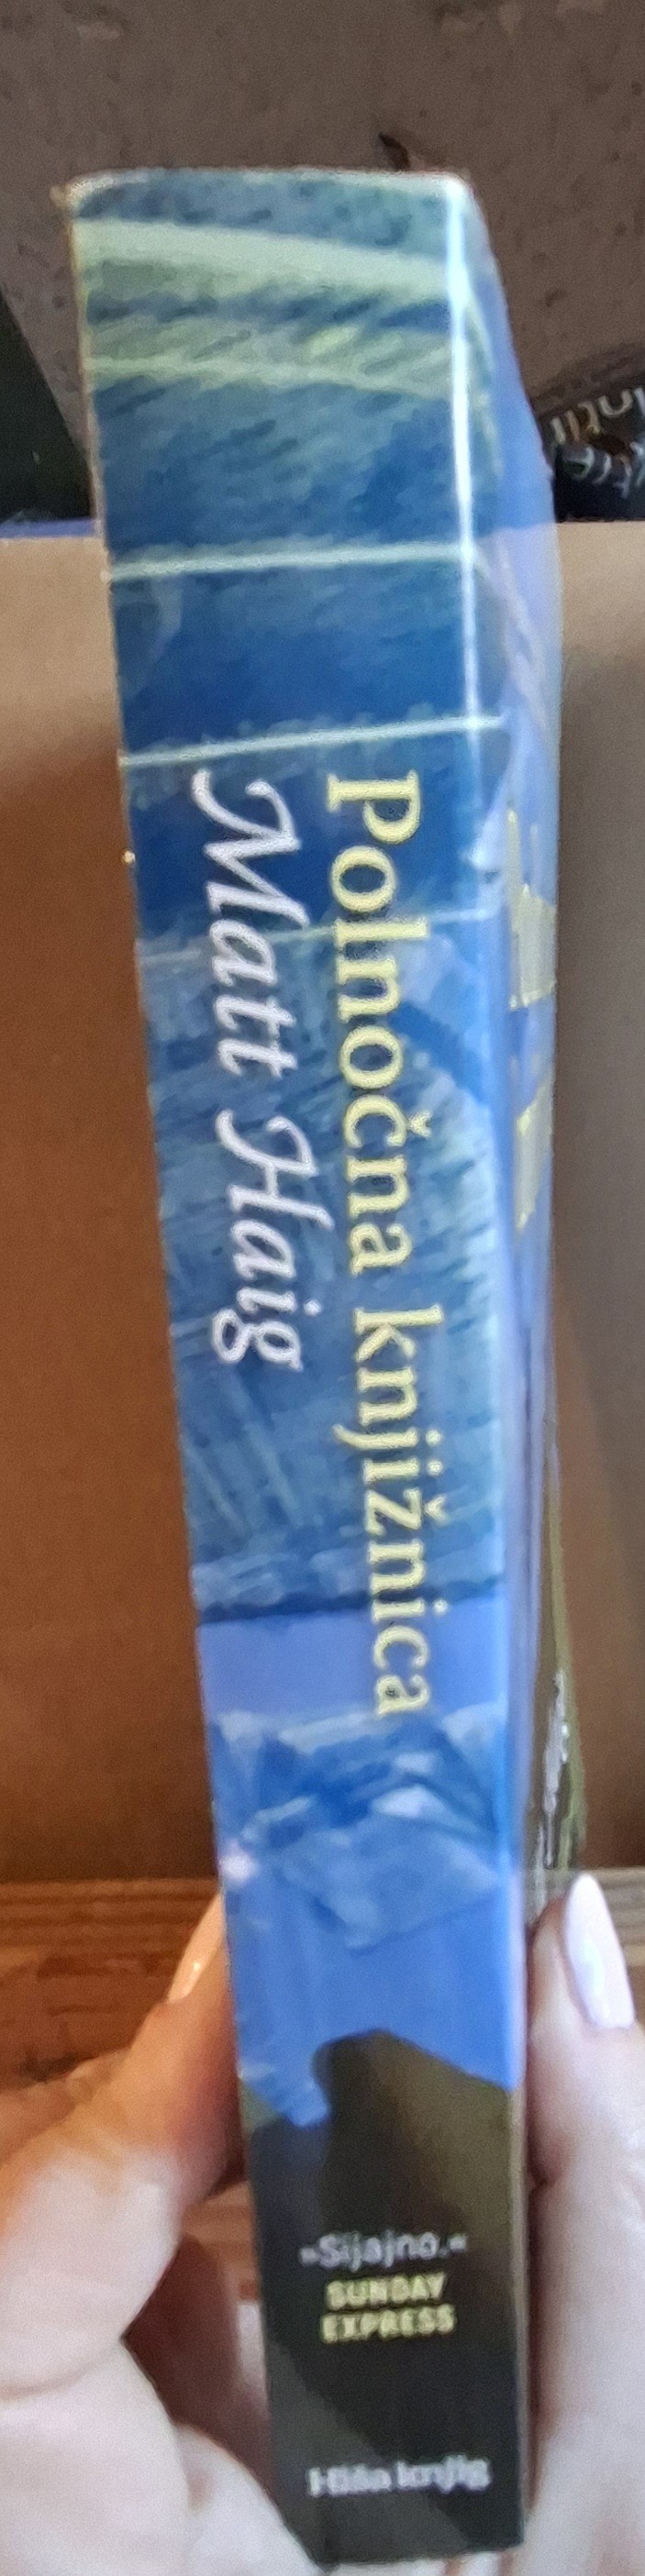 Polnočna knjižnica
Matt Haig
»Sijajno.«
SUNDAY
EXPRESS
Hiša knjig